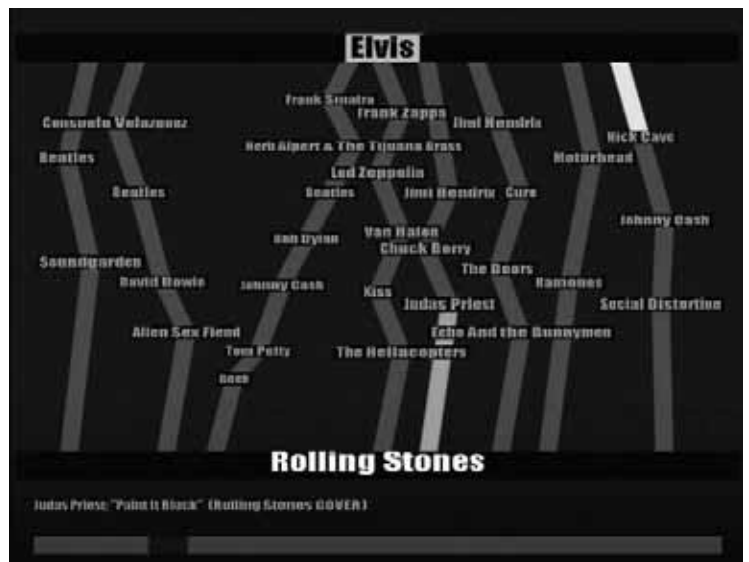 Elvis
Frank Sinatra
Frank Zappa
Consuelo Velazquez
Jimi Hendrix
Nick Cave
Herb Alpert & The Tijuana Brass
Beatles
Motorhead
Led Zeppelin
Beatles
Beatles
Jimi Hendrix
Cure
Johnny Cash
Van Halen
Bob Dylan
Chuck Berry
Soundgarden
The Doors
David Bowie
Johnny Cash
Kiss
Ramones
Judas Priest
Social Distortion
Alien Sex Fiend
Echo And the Bunnymen
Tom Petty
The Hellacopters
Beck
Rolling Stones
Judas Priest: "Paint It Black" (Rolling Stones COVER)